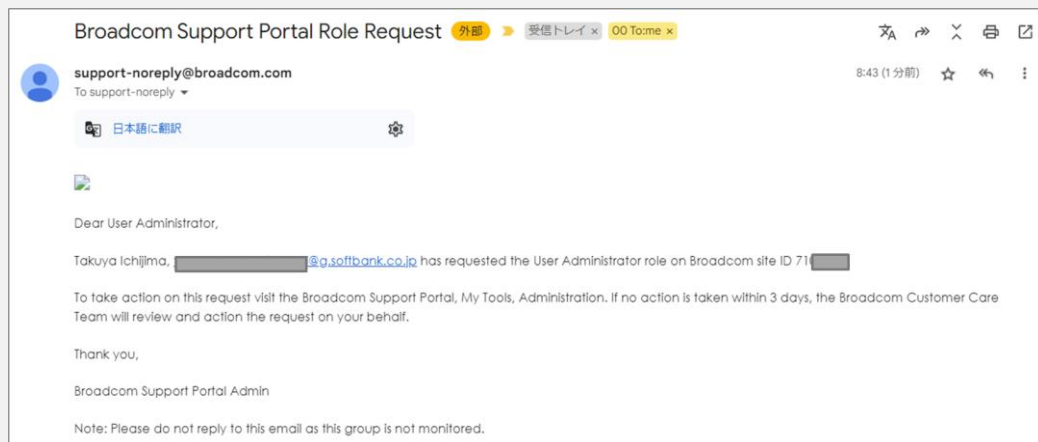 Broadcom Support Portal Role Request 外部 受信トレイ × 00 To:me ×
support-noreply@broadcom.com 8:43 (1 分前)
To support-noreply
日本語に翻訳
Dear User Administrator,
Takuya Ichijima, @g.softbank.co.jp has requested the User Administrator role on Broadcom site ID 71
To take action on this request visit the Broadcom Support Portal, My Tools, Administration. If no action is taken within 3 days, the Broadcom Customer Care
Team will review and action the request on your behalf.
Thank you,
Broadcom Support Portal Admin
Note: Please do not reply to this email as this group is not monitored.